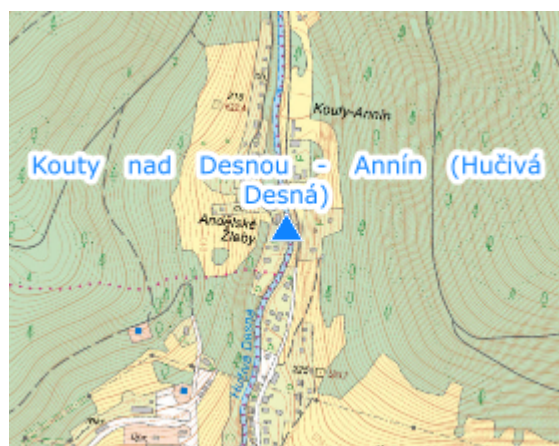 Kouty-Annín
Kouty nad Desnou - Annín (Hučivá
Desná)
Andělské
Žleby
Hučivá Desná